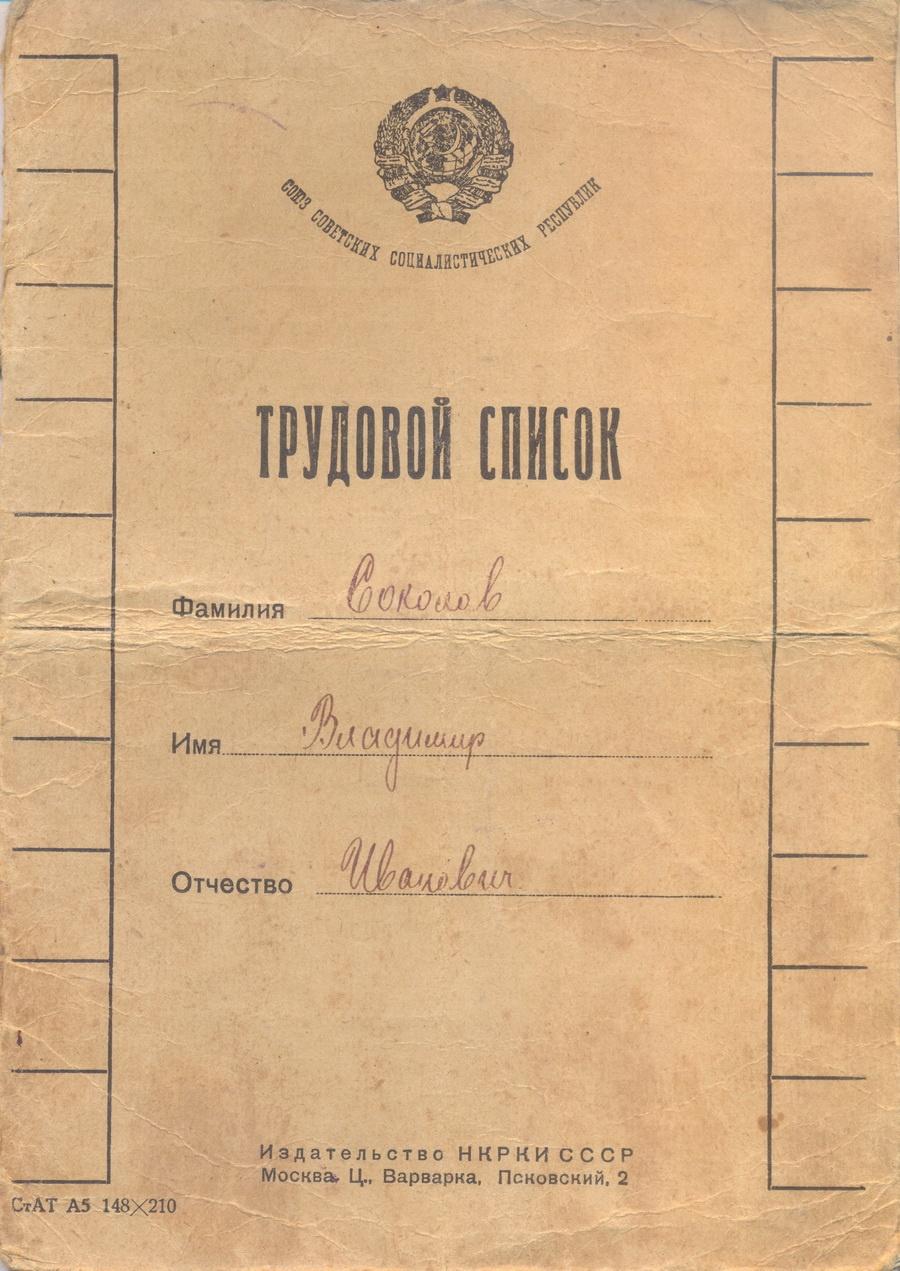 СОЮЗ СОВЕТСКИХ СОЦИАЛИСТИЧЕСКИХ РЕСПУБЛИК
ТРУДОВОЙ СПИСОК
Фамилия Соколов
Имя Владимир
Отчество Иванович
Издательство НКРКИ СССР
Москва, Ц., Варварка, Псковский, 2
СтАТ А5 148×210